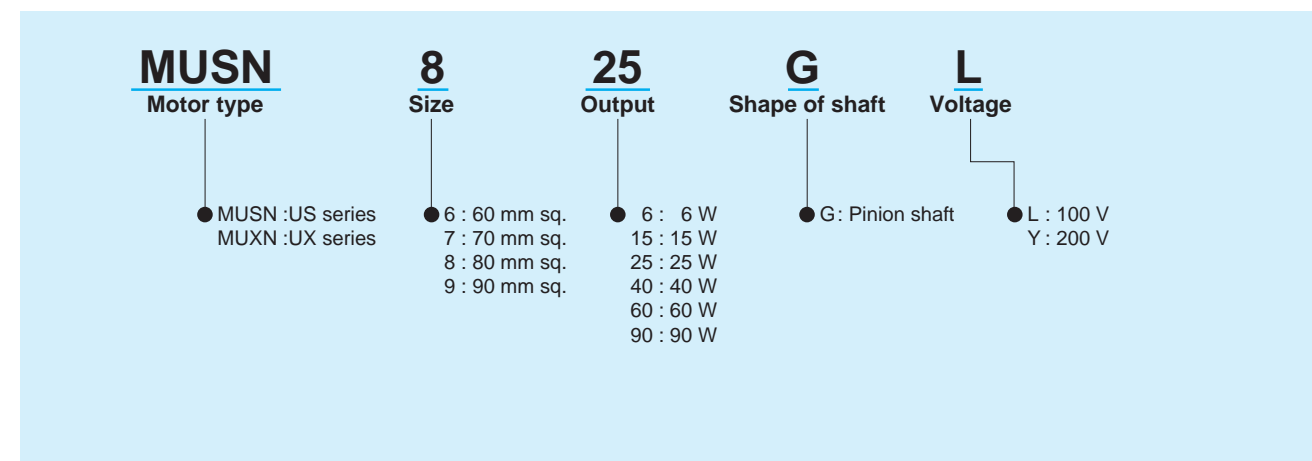 MUSN 8 25 G L
Motor type Size Output Shape of shaft Voltage
MUSN :US series 6 : 60 mm sq. 6 : 6 W G : Pinion shaft L : 100 V
MUXN :UX series 7 : 70 mm sq. 15 : 15 W Y : 200 V
8 : 80 mm sq. 25 : 25 W
9 : 90 mm sq. 40 : 40 W
60 : 60 W
90 : 90 W